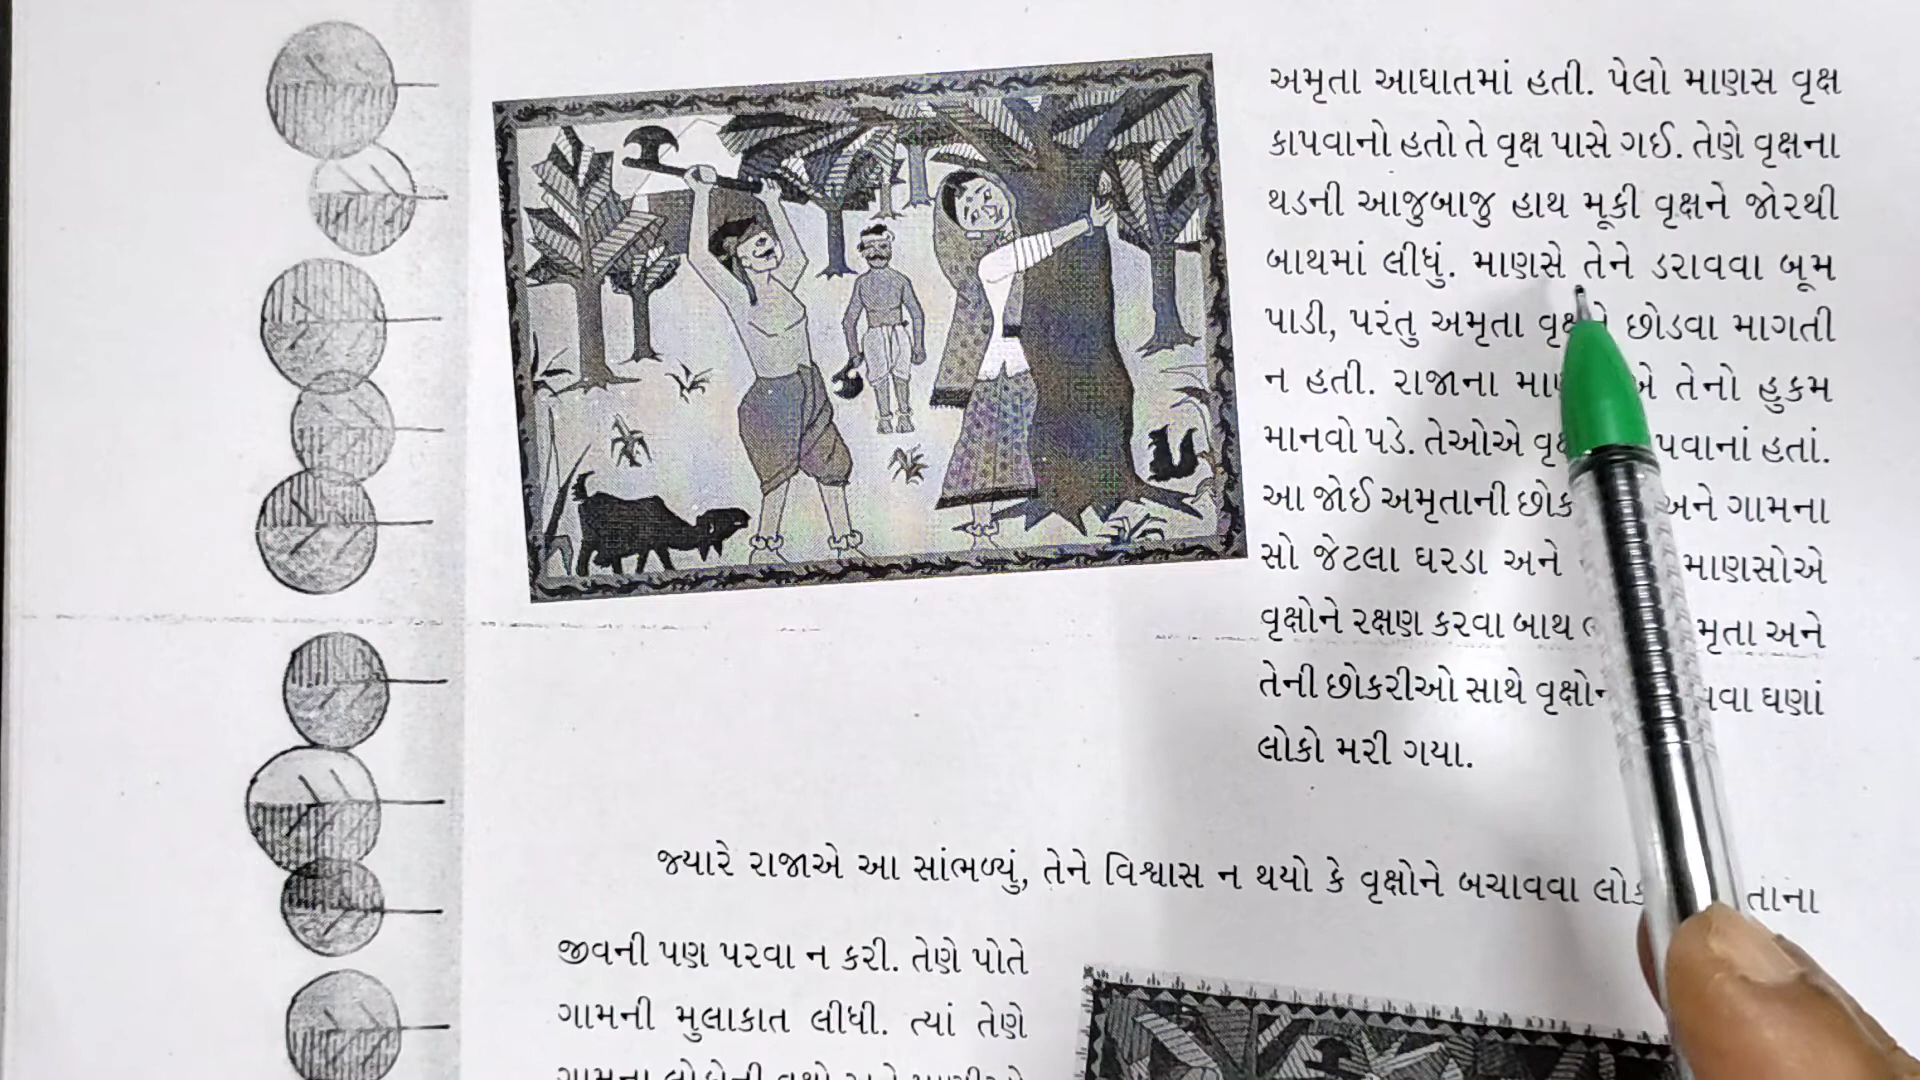 અમૃતા આઘાતમાં હતી. પેલો માણસ વૃક્ષ
કાપવાનો હતો તે વૃક્ષ પાસે ગઈ. તેણે વૃક્ષના
થડની આજુબાજુ હાથ મૂકી વૃક્ષને જોરથી
બાથમાં લીધું. માણસે તેને ડરાવવા બૂમ
પાડી, પરંતુ અમૃતા છોડવા માગતી
ન હતી. રાજાના તેનો હુકમ
માનવો પડે. તેઓએ હતાં.
આ જોઈ અમૃતાની અને ગામના
સો જેટલા ઘરડા અને માણસોએ
વૃક્ષોને રક્ષણ કરવા બાથ અને
તેની છોકરીઓ સાથે ઘણાં
લોકો મરી ગયા.
જ્યારે રાજાએ આ સાંભળ્યું, તેને વિશ્વાસ ન થયો કે વૃક્ષોને બચાવવા
જીવની પણ પરવા ન કરી. તેણે પોતે
ગામની મુલાકાત લીધી. ત્યાં તેણે